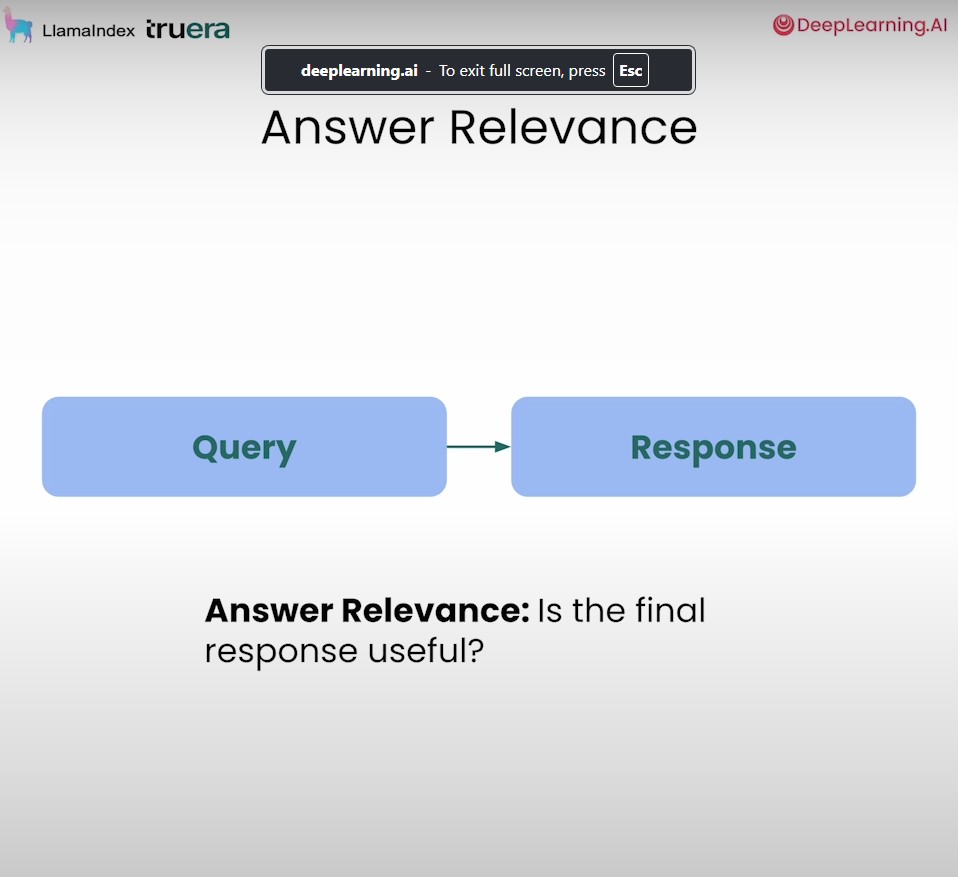 LlamaIndex truera
DeepLearning.AI
deeplearning.ai - To exit full screen, press Esc
Answer Relevance
Query
Response
Answer Relevance: Is the final
response useful?